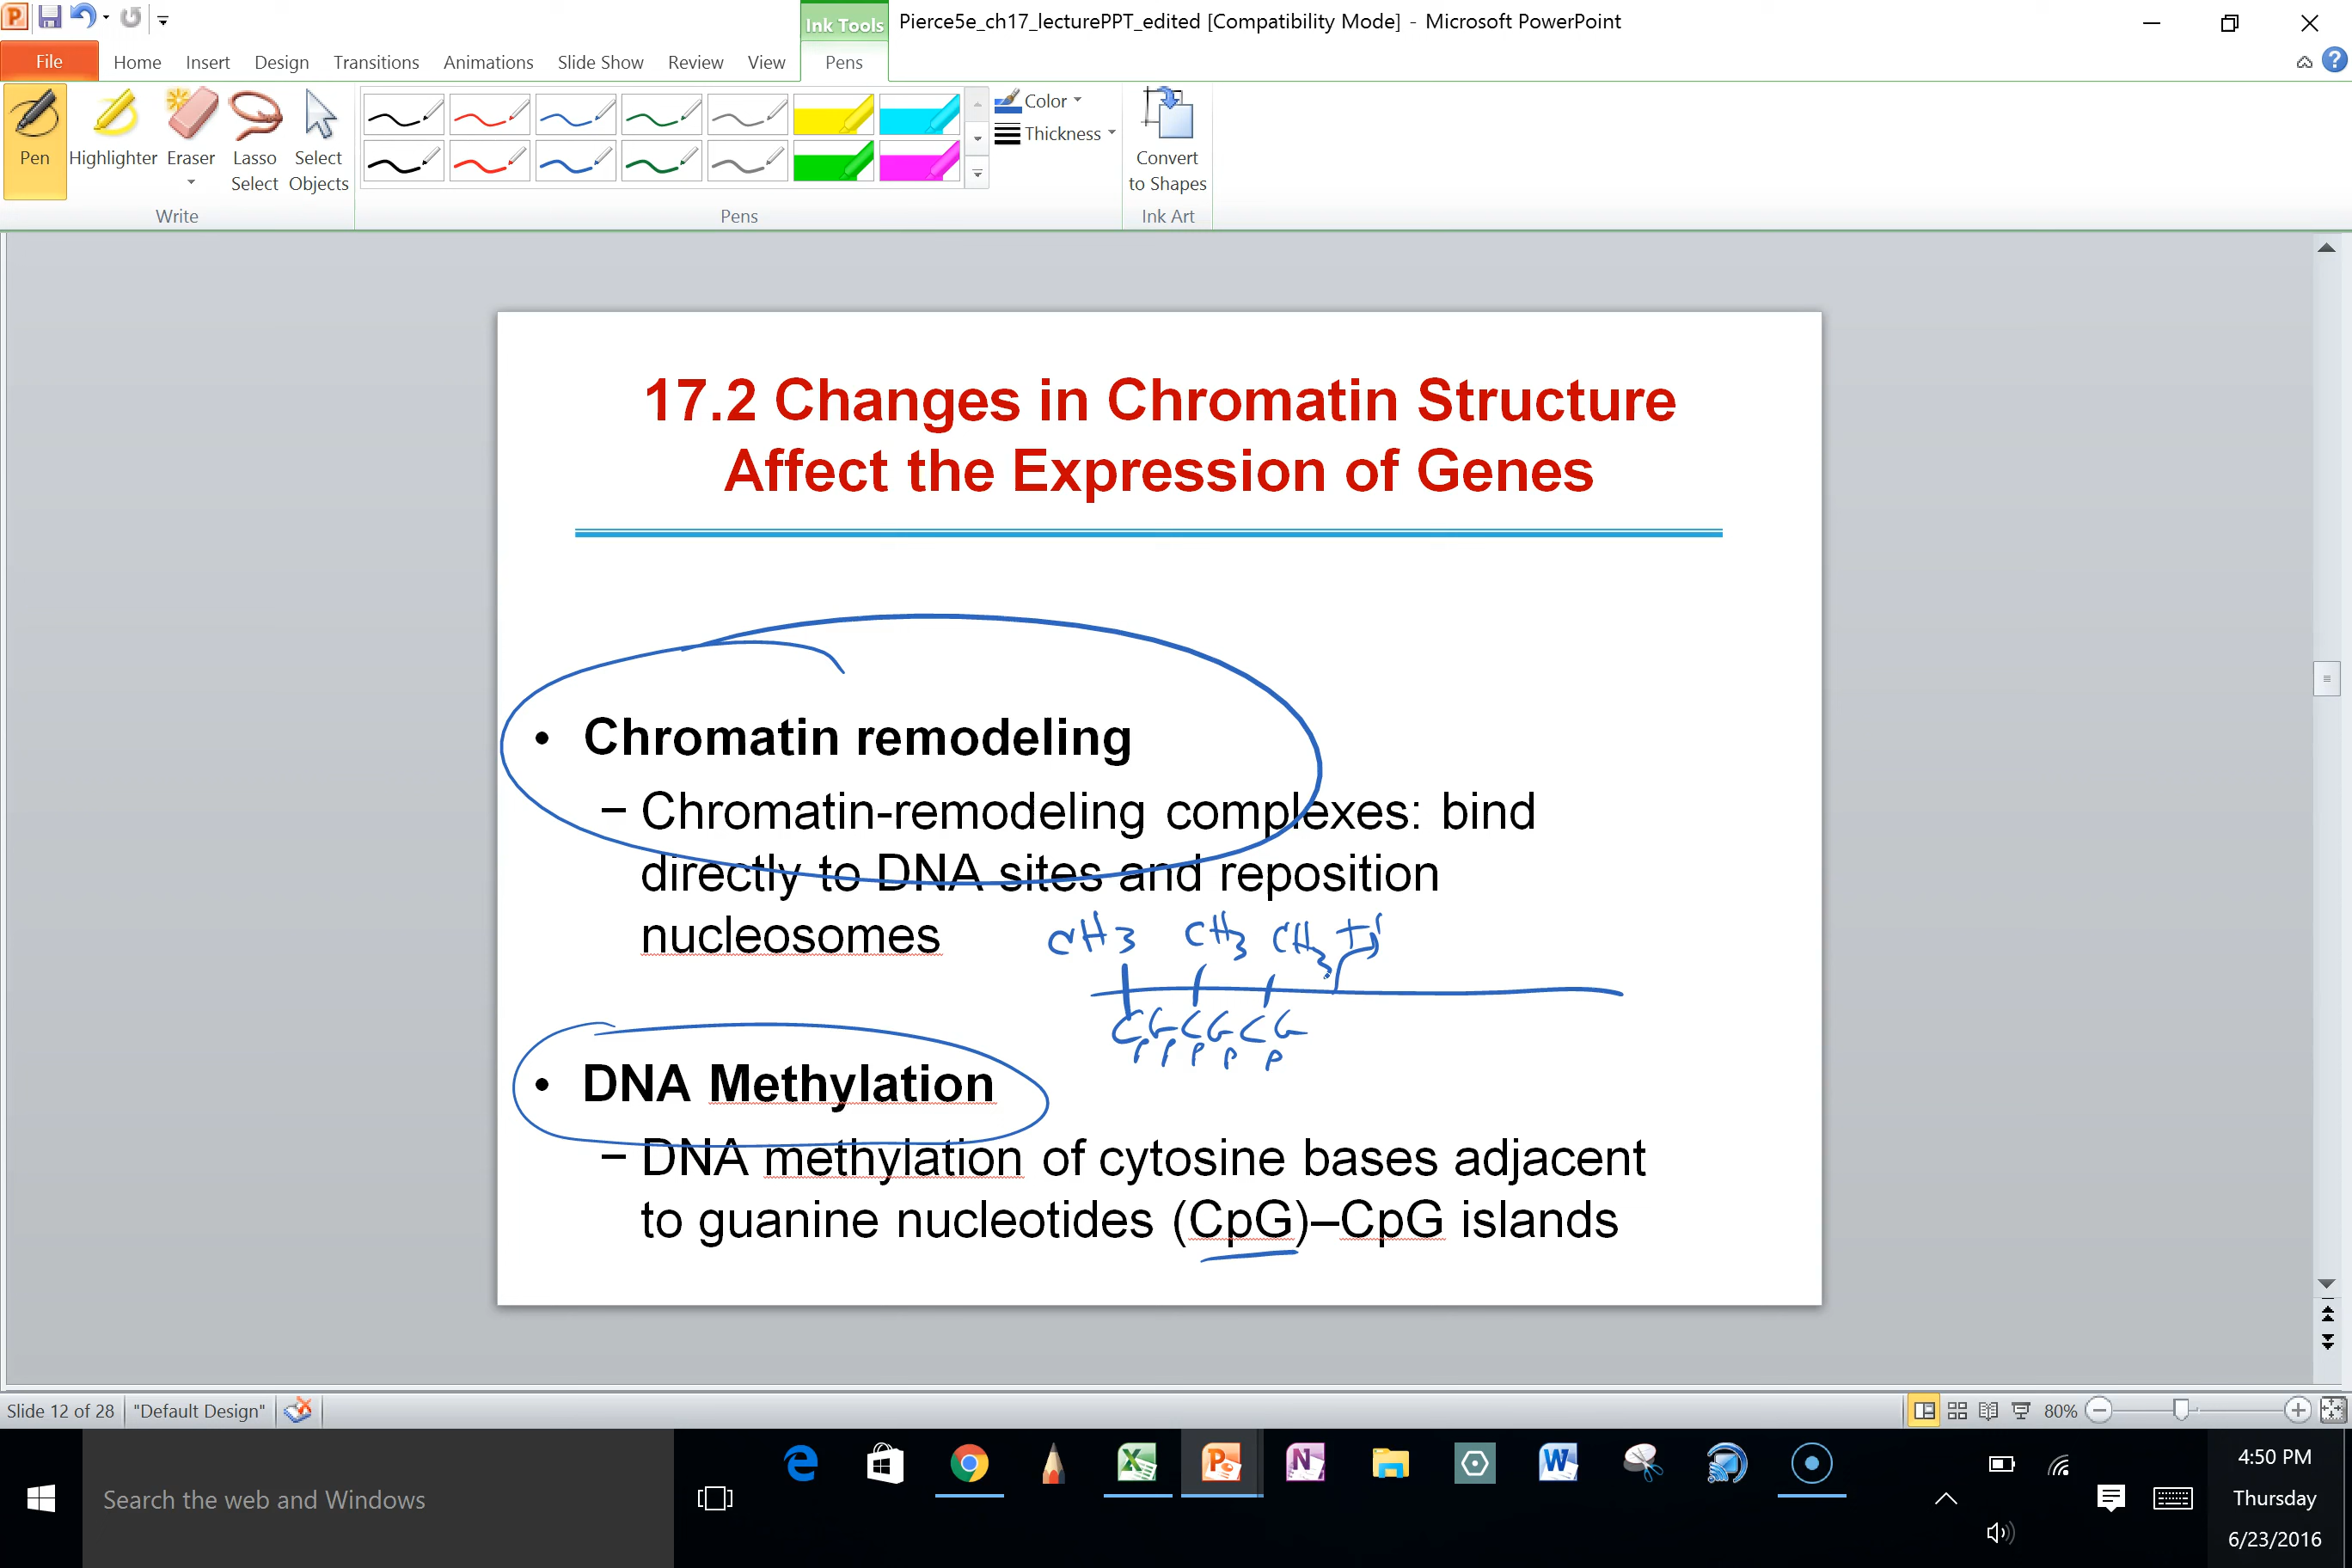 Ink Tools
Pierce5e_ch17_lecturePPT_edited [Compatibility Mode] - Microsoft PowerPoint
File Home Insert Design Transitions Animations Slide Show Review View Pens
Pen Highlighter Eraser Lasso Select Select Objects
Color
Thickness
Convert to Shapes
Write Pens Ink Art
17.2 Changes in Chromatin Structure
Affect the Expression of Genes
• Chromatin remodeling
– Chromatin-remodeling complexes: bind
directly to DNA sites and reposition
nucleosomes
CH3 CH3 CH3
C G C G C G
P P P P P
• DNA Methylation
– DNA methylation of cytosine bases adjacent
to guanine nucleotides (CpG)–CpG islands
Slide 12 of 28 "Default Design" 80%
Search the web and Windows
4:50 PM
Thursday
6/23/2016